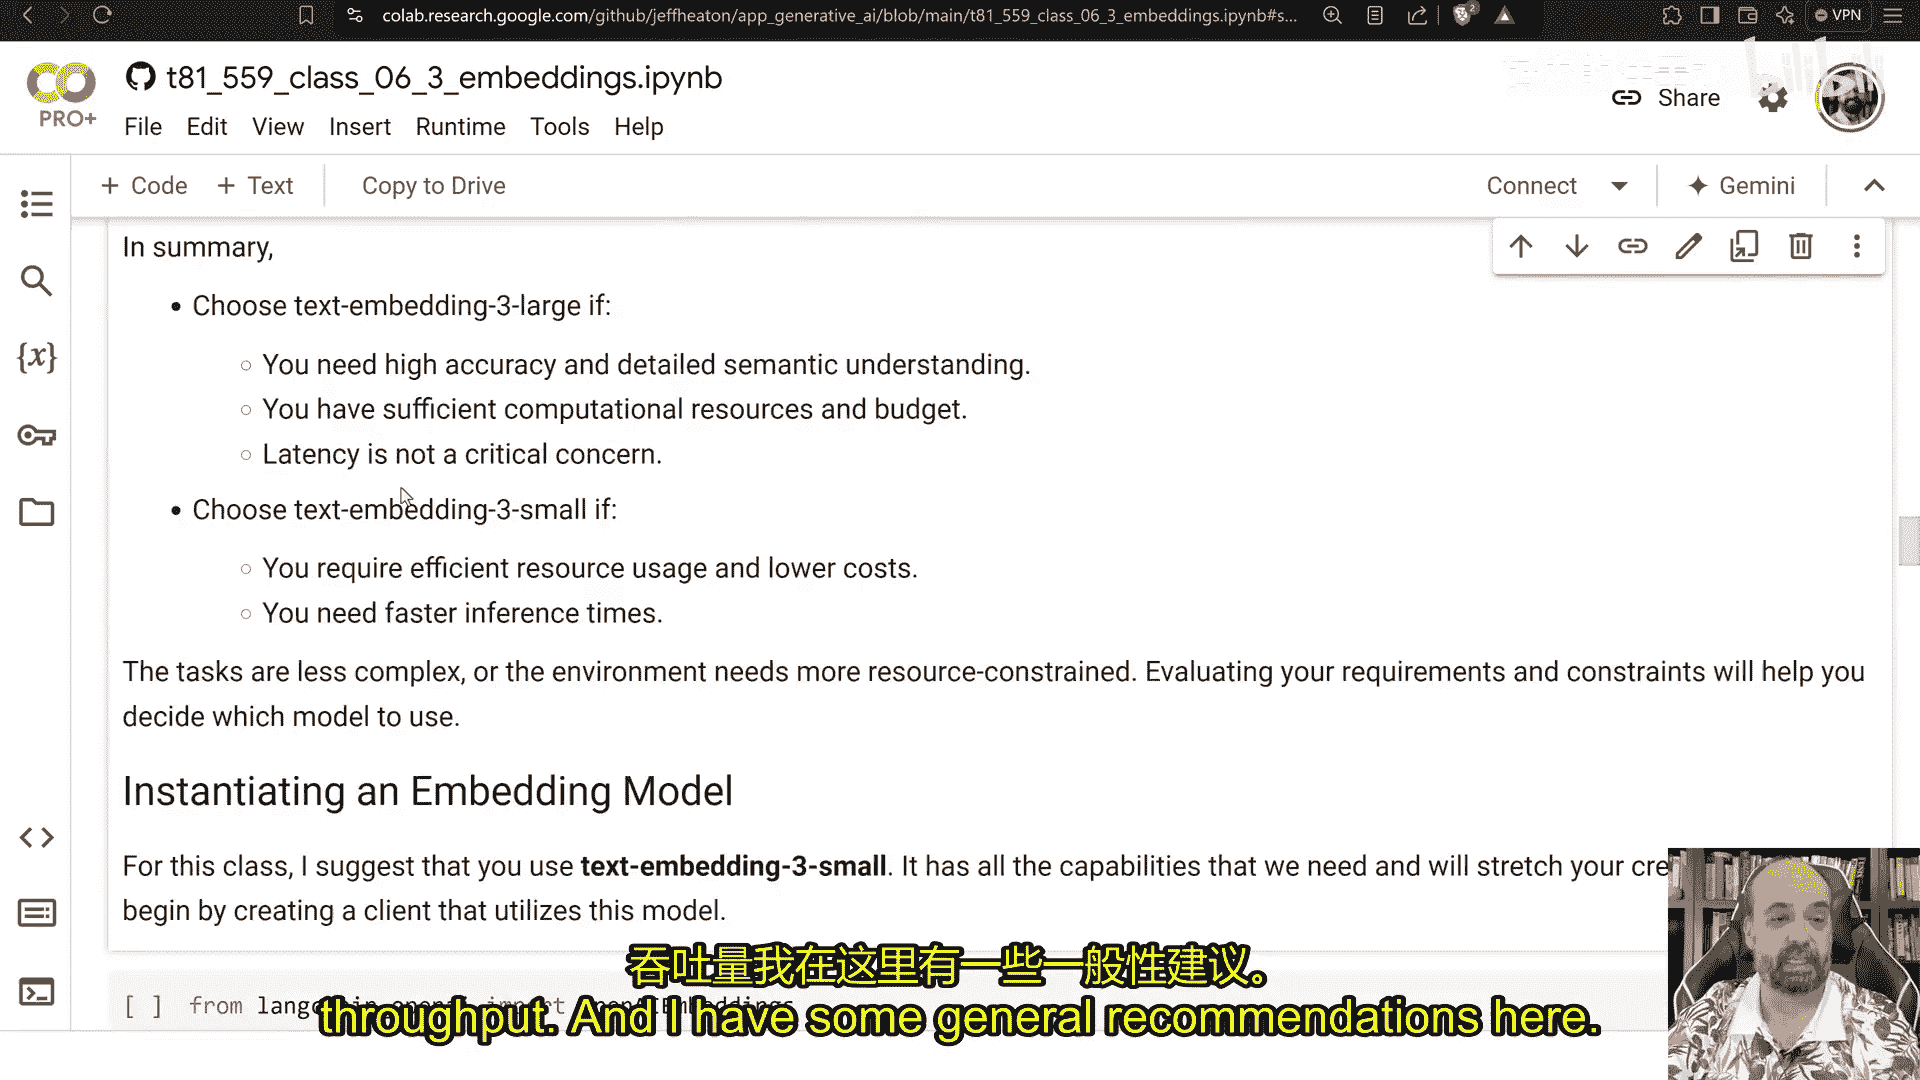 colab.research.google.com/github/jeffheaton/app_generative_ai/blob/main/t81_559_class_06_3_embeddings.ipynb#s...
2
VPN
t81_559_class_06_3_embeddings.ipynb
PRO+
File Edit View Insert Runtime Tools Help
Share
+ Code + Text Copy to Drive
Connect Gemini
In summary,
• Choose text-embedding-3-large if:
◦ You need high accuracy and detailed semantic understanding.
◦ You have sufficient computational resources and budget.
◦ Latency is not a critical concern.
• Choose text-embedding-3-small if:
◦ You require efficient resource usage and lower costs.
◦ You need faster inference times.
The tasks are less complex, or the environment needs more resource-constrained. Evaluating your requirements and constraints will help you
decide which model to use.
Instantiating an Embedding Model
For this class, I suggest that you use text-embedding-3-small. It has all the capabilities that we need and will stretch your cre
begin by creating a client that utilizes this model.
吞吐量我在这里有一些一般性建议。
[ ] from
throughput. And I have some general recommendations here.